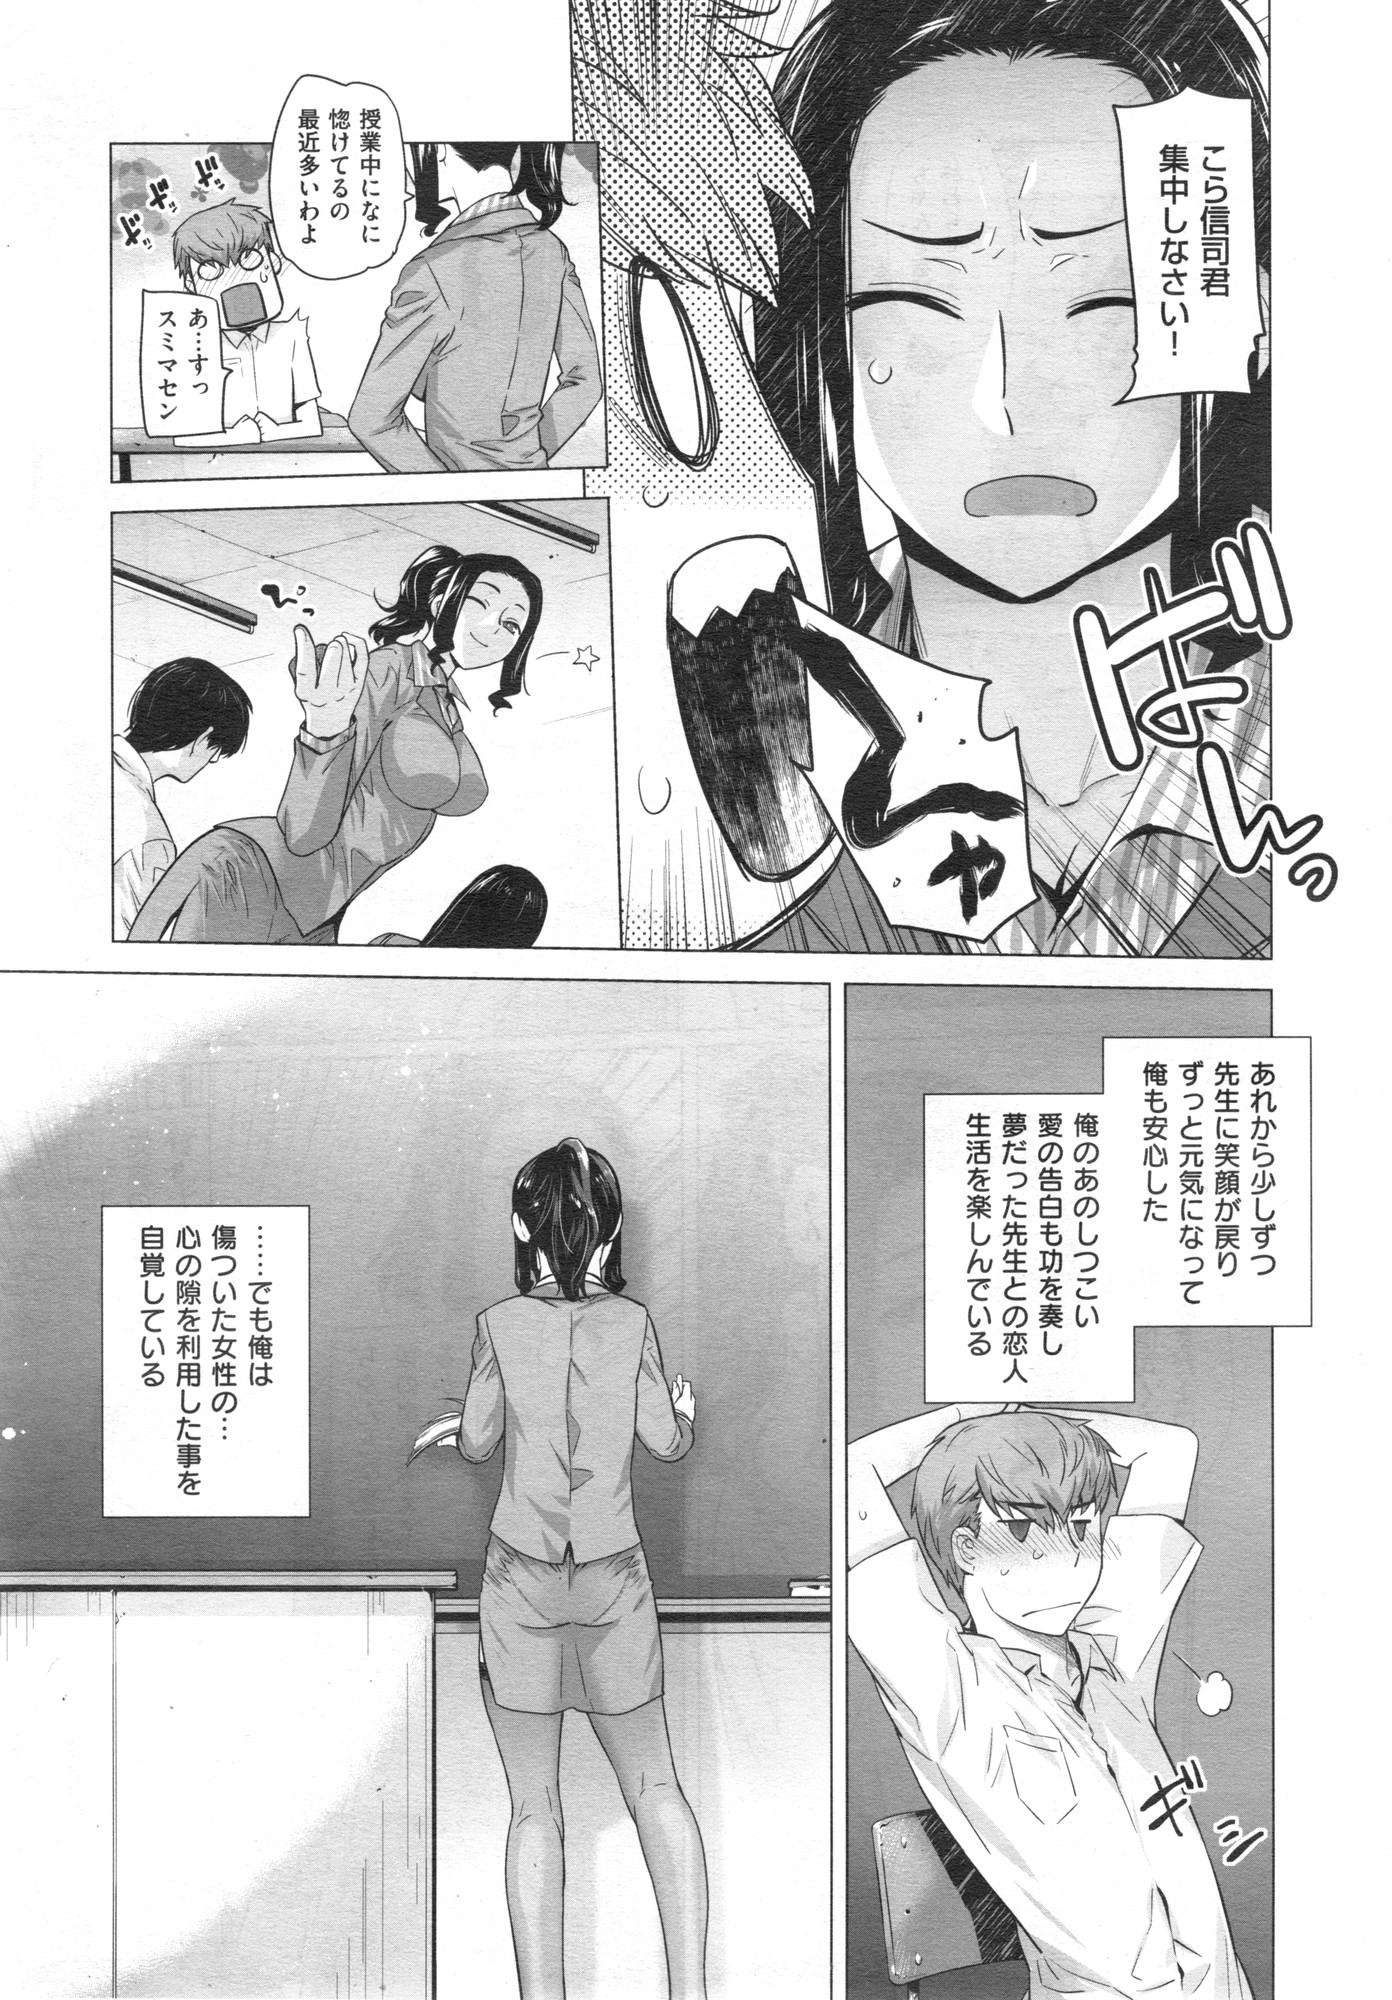 こら信司君
集中しなさい！
ドギーんっ
んや
授業中になに
惚けてるの
最近多いわよ
ドッ
ドッ
ドッ
あ…すっ
スミマセン
ぴっ
あれから少しずつ
先生に笑顔が戻り
ずっと元気になって
俺も安心した
俺のあのしつこい
愛の告白も功を奏し
夢だった先生との恋人
生活を楽しんでいる
ギシ
……でも俺は
傷ついた女性の…
心の隙を利用した事を
自覚している